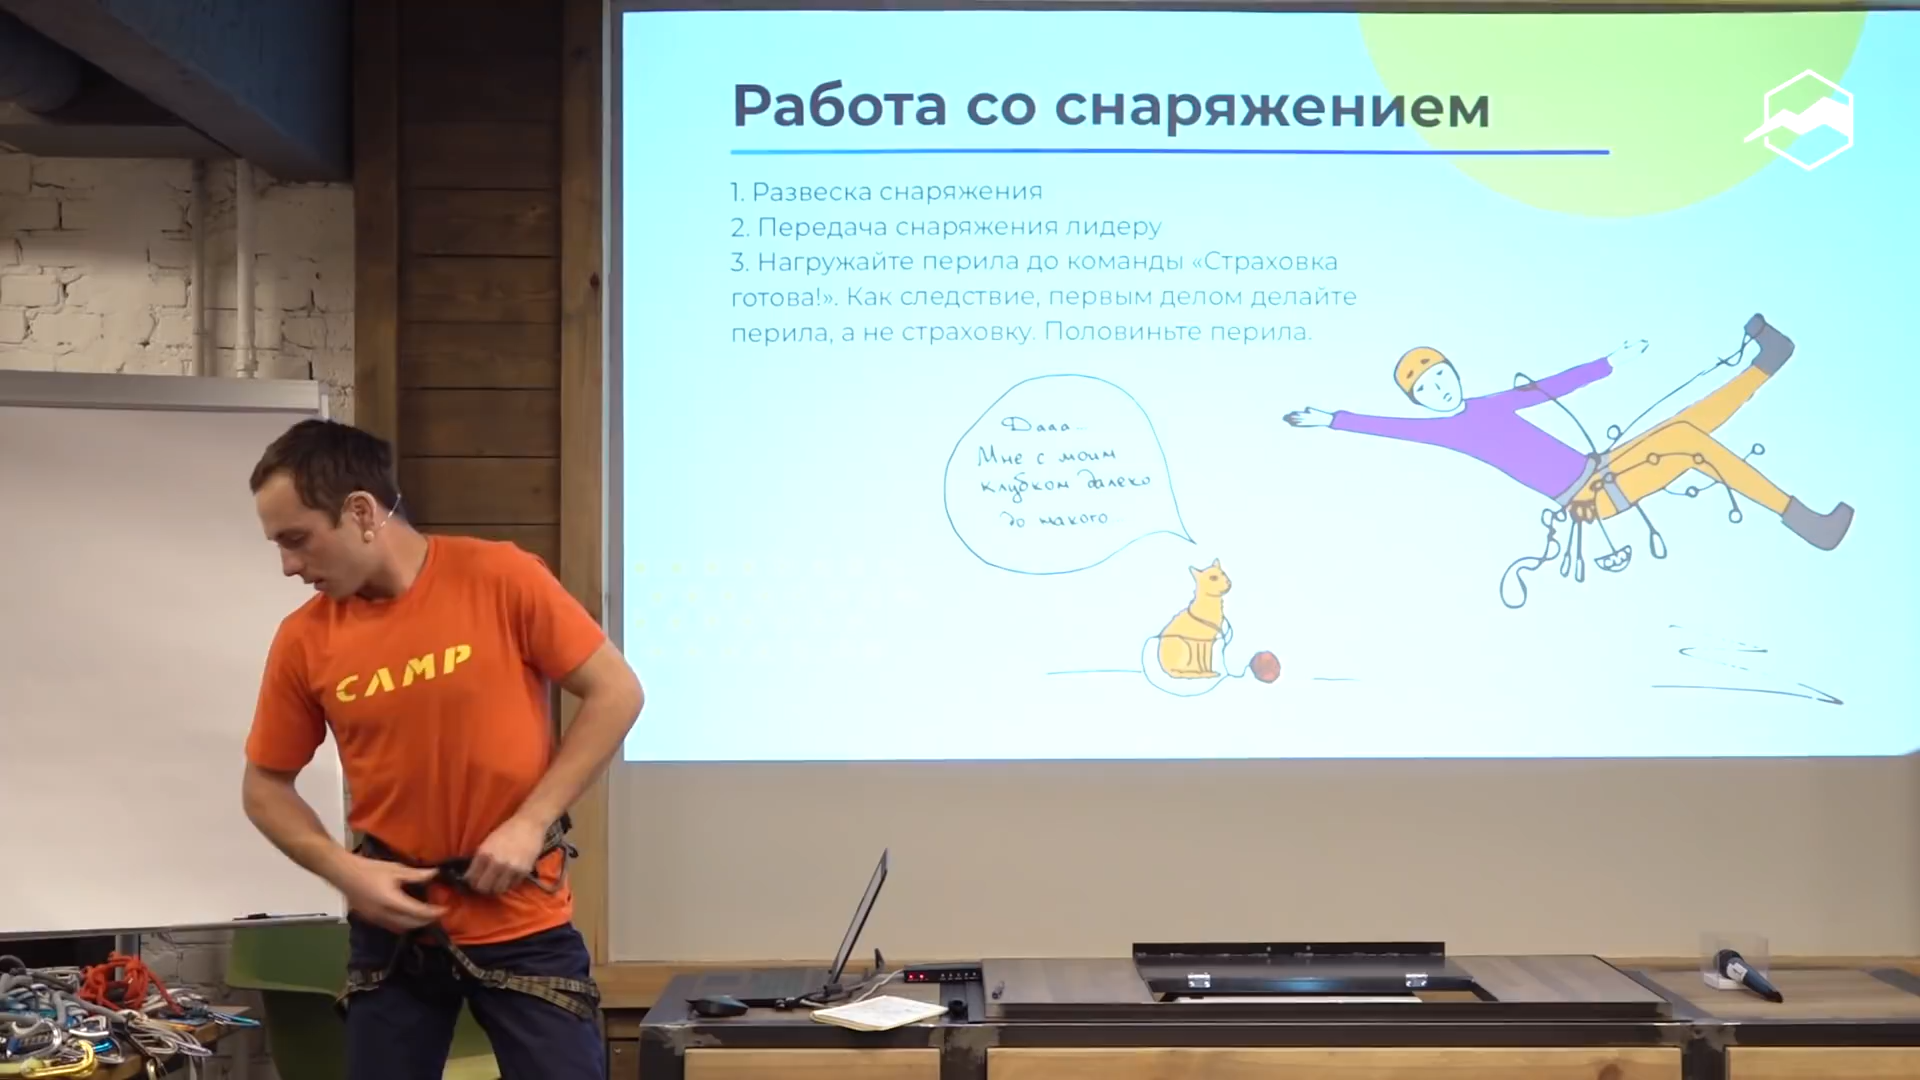 Работа со снаряжением
1. Развеска снаряжения
2. Передача снаряжения лидеру
3. Нагружайте перила до команды «Страховка
готова!». Как следствие, первым делом делайте
перила, а не страховку. Половиньте перила.
Дааа...
Мне с моим
клубком далеко
до такого...
CAMP